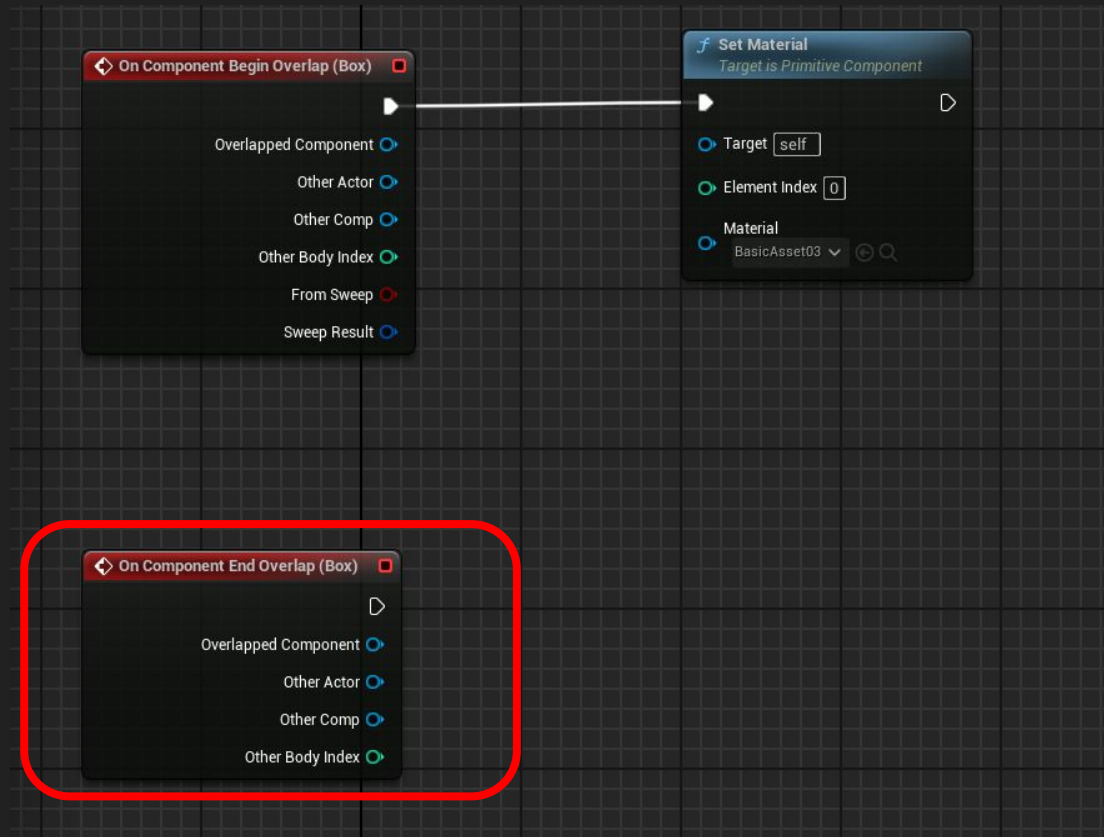 On Component Begin Overlap (Box)
Overlapped Component
Other Actor
Other Comp
Other Body Index
From Sweep
Sweep Result
f Set Material
Target is Primitive Component
Target self
Element Index 0
Material
BasicAsset03
On Component End Overlap (Box)
Overlapped Component
Other Actor
Other Comp
Other Body Index